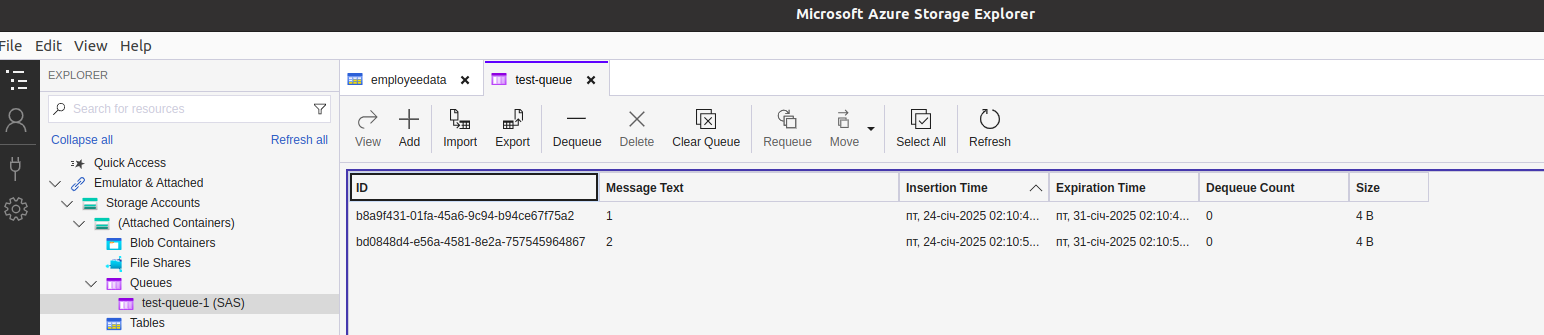 Microsoft Azure Storage Explorer
File Edit View Help
EXPLORER
Search for resources
Collapse all Refresh all
Quick Access
Emulator & Attached
Storage Accounts
(Attached Containers)
Blob Containers
File Shares
Queues
test-queue-1 (SAS)
Tables
employeedata test-queue
View Add Import Export Dequeue Delete Clear Queue Requeue Move Select All Refresh
ID Message Text Insertion Time Expiration Time Dequeue Count Size
b8a9f431-01fa-45a6-9c94-b94ce67f75a2 1 пт, 24-січ-2025 02:10:4... пт, 31-січ-2025 02:10:4... 0 4 B
bd0848d4-e56a-4581-8e2a-757545964867 2 пт, 24-січ-2025 02:10:5... пт, 31-січ-2025 02:10:5... 0 4 B